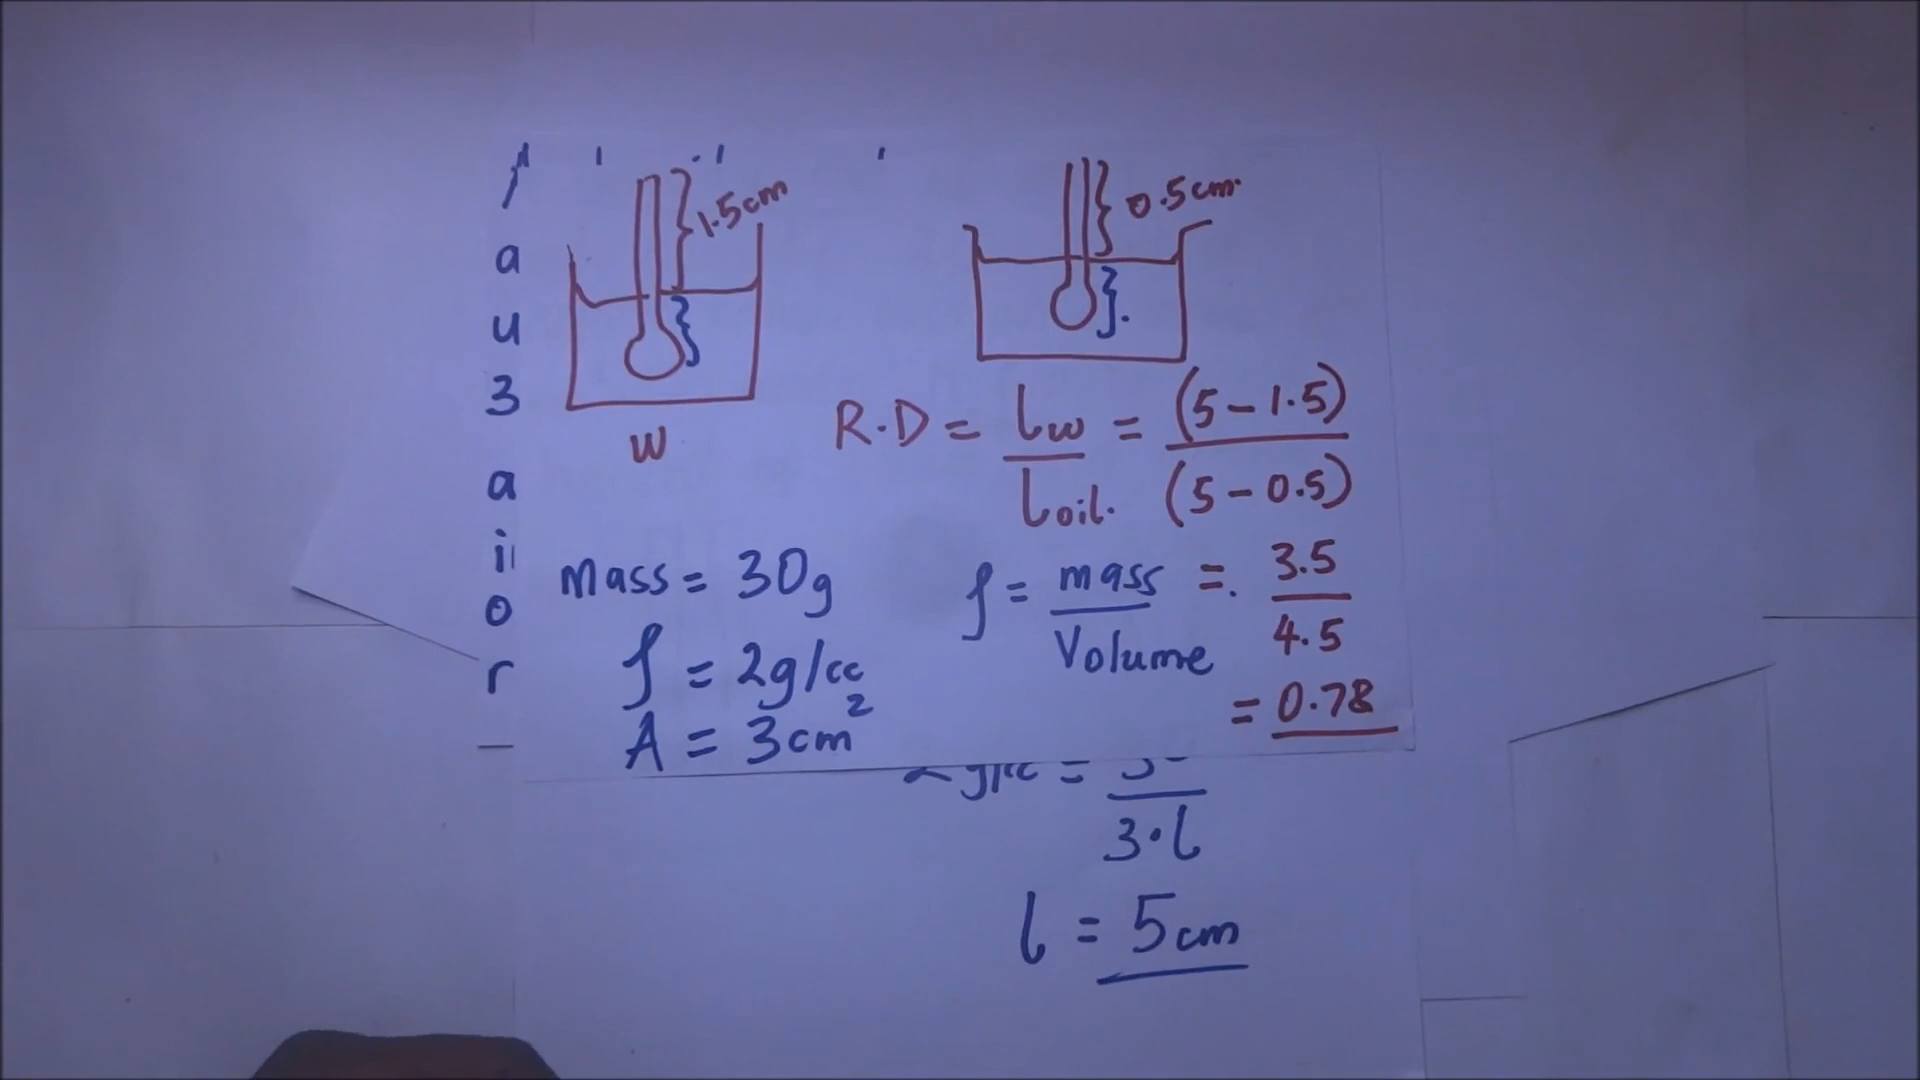 1.5cm
0.5cm.
a
u
3
a
i
o
r
W
R.D = lw = (5-1.5)
loil. (5-0.5)
mass = 30g
ρ = mass =. 3.5
Volume 4.5
ρ = 2g/cc
= 0.78
A = 3cm²
3.l
l = 5cm